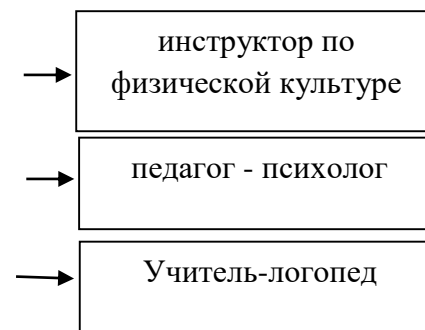 инструктор по
физической культуре
педагог - психолог
Учитель-логопед